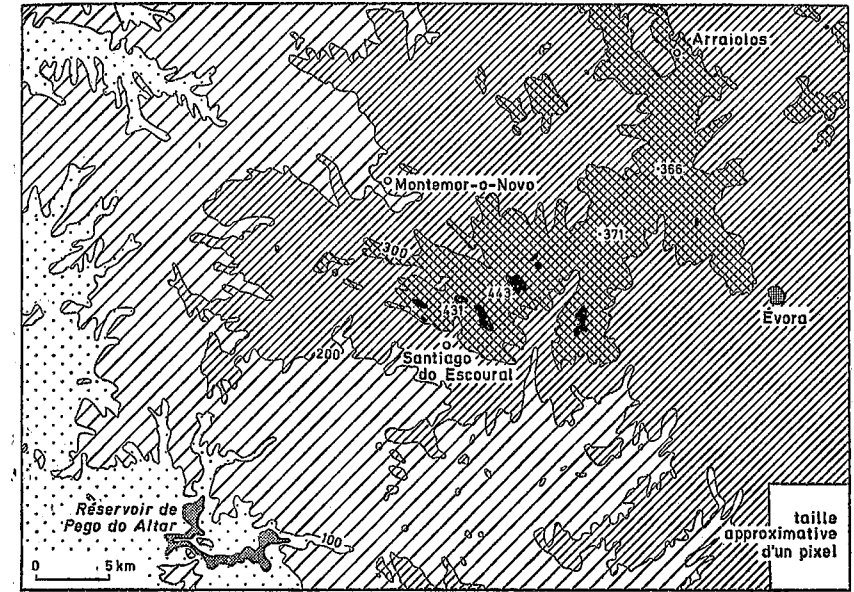 Arraiolos
·366
Montemor-o-Novo
·371
300
443
431
Évora
Santiago
do Escoural
200
Réservoir de
Pego do Altar
100
taille
approximative
d'un pixel
0 5 km